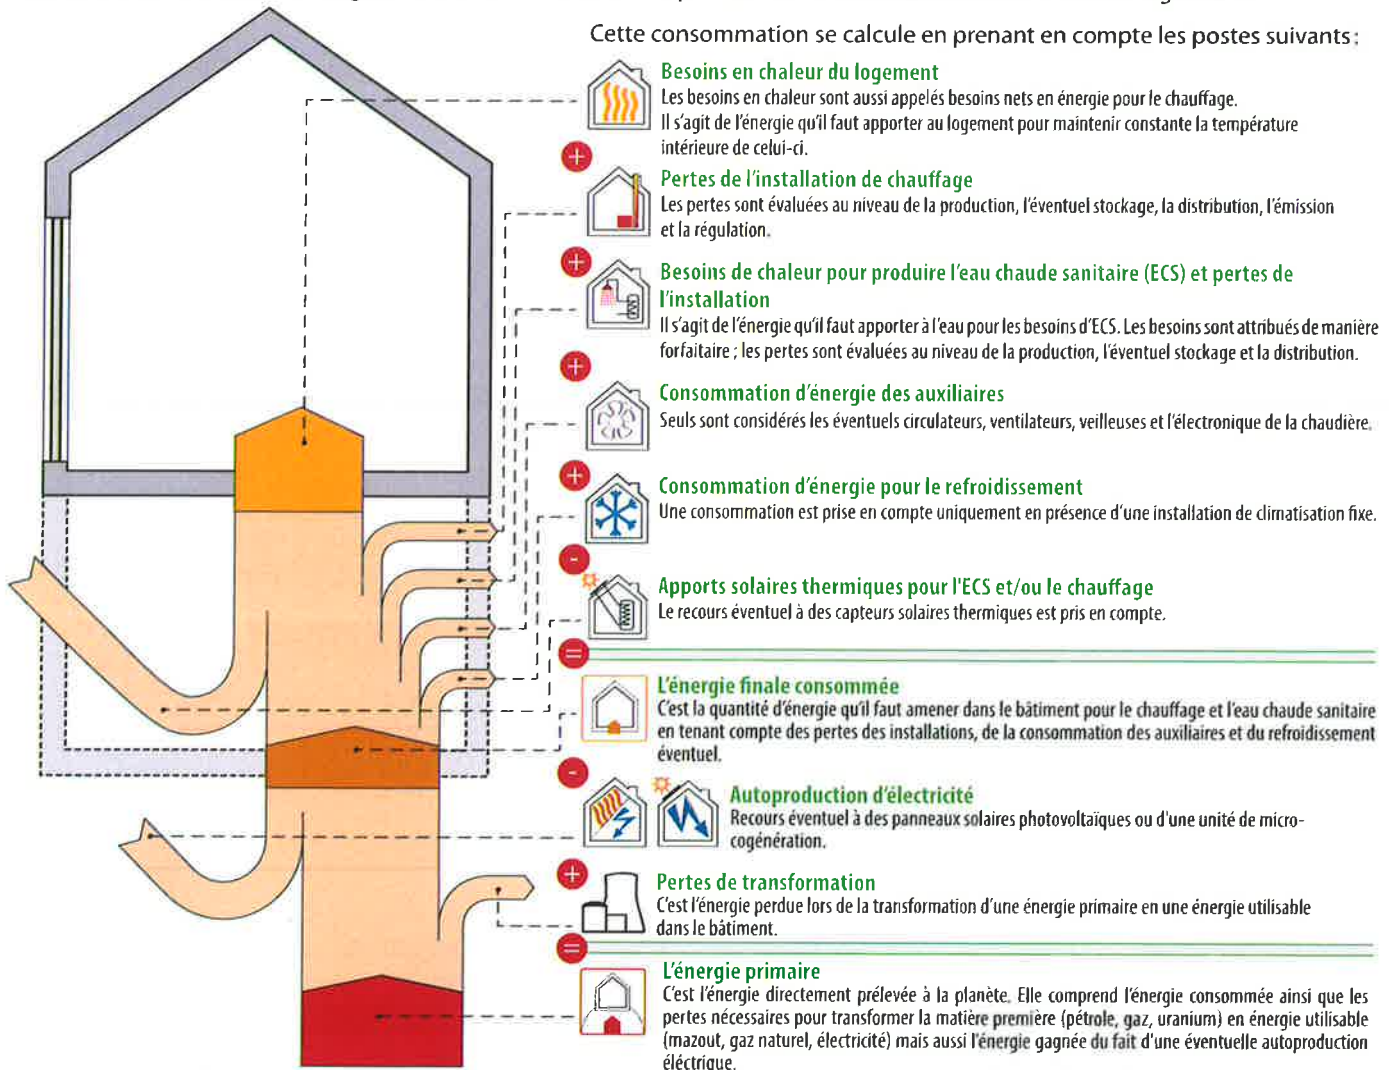 Cette consommation se calcule en prenant en compte les postes suivants :
Besoins en chaleur du logement
Les besoins en chaleur sont aussi appelés besoins nets en énergie pour le chauffage.
Il s'agit de l'énergie qu'il faut apporter au logement pour maintenir constante la température
intérieure de celui-ci.
+
Pertes de l'installation de chauffage
Les pertes sont évaluées au niveau de la production, l'éventuel stockage, la distribution, l'émission
et la régulation.
+
Besoins de chaleur pour produire l'eau chaude sanitaire (ECS) et pertes de
l'installation
Il s'agit de l'énergie qu'il faut apporter à l'eau pour les besoins d'ECS. Les besoins sont attribués de manière
forfaitaire ; les pertes sont évaluées au niveau de la production, l'éventuel stockage et la distribution.
+
Consommation d'énergie des auxiliaires
Seuls sont considérés les éventuels circulateurs, ventilateurs, veilleuses et l'électronique de la chaudière.
+
Consommation d'énergie pour le refroidissement
Une consommation est prise en compte uniquement en présence d'une installation de climatisation fixe.
-
Apports solaires thermiques pour l'ECS et/ou le chauffage
Le recours éventuel à des capteurs solaires thermiques est pris en compte.
=
L'énergie finale consommée
C'est la quantité d'énergie qu'il faut amener dans le bâtiment pour le chauffage et l'eau chaude sanitaire
en tenant compte des pertes des installations, de la consommation des auxiliaires et du refroidissement
éventuel.
-
Autoproduction d'électricité
Recours éventuel à des panneaux solaires photovoltaïques ou d'une unité de micro-
cogénération.
+
Pertes de transformation
C'est l'énergie perdue lors de la transformation d'une énergie primaire en une énergie utilisable
dans le bâtiment.
=
L'énergie primaire
C'est l'énergie directement prélevée à la planète. Elle comprend l'énergie consommée ainsi que les
pertes nécessaires pour transformer la matière première (pétrole, gaz, uranium) en énergie utilisable
(mazout, gaz naturel, électricité) mais aussi l'énergie gagnée du fait d'une éventuelle autoproduction
éléctrique.